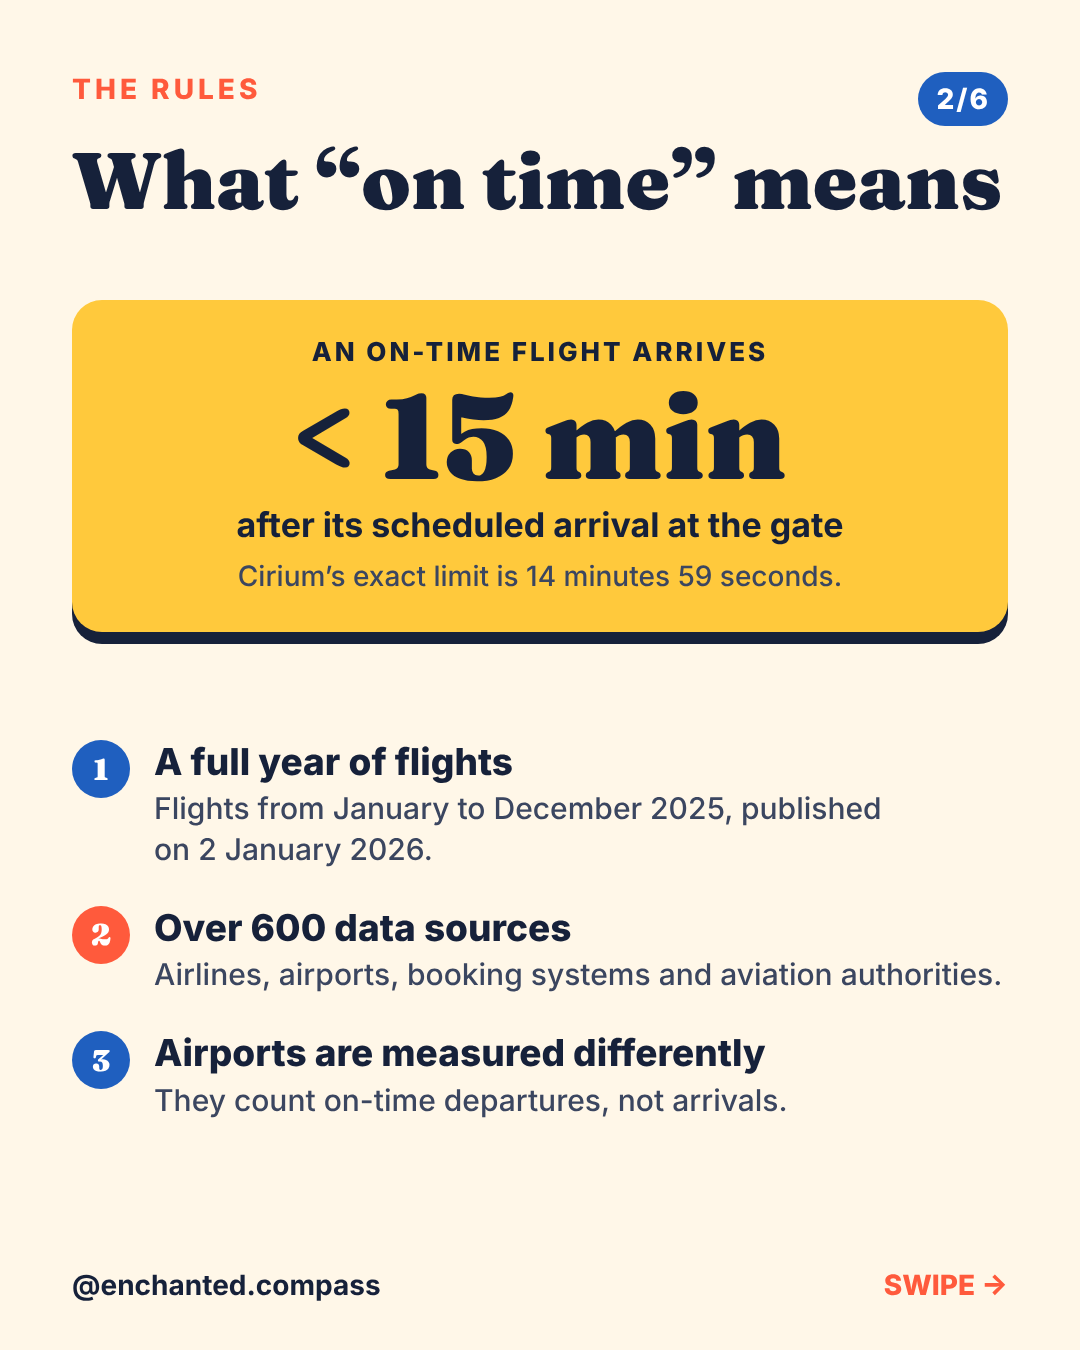 THE RULES
2/6
What “on time” means
AN ON-TIME FLIGHT ARRIVES
< 15 min
after its scheduled arrival at the gate
Cirium’s exact limit is 14 minutes 59 seconds.
1
A full year of flights
Flights from January to December 2025, published
on 2 January 2026.
2
Over 600 data sources
Airlines, airports, booking systems and aviation authorities.
3
Airports are measured differently
They count on-time departures, not arrivals.
@enchanted.compass
SWIPE →